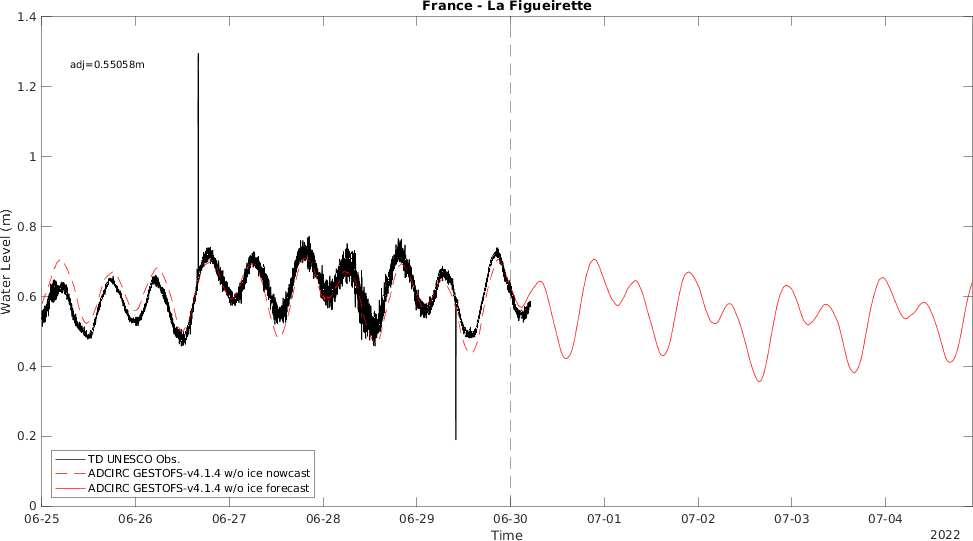 France - La Figueirette
adj=0.55058m
1.4
1.2
1
0.8
0.6
0.4
0.2
0
Water Level (m)
TD UNESCO Obs.
ADCIRC GESTOFS-v4.1.4 w/o ice nowcast
ADCIRC GESTOFS-v4.1.4 w/o ice forecast
06-25 06-26 06-27 06-28 06-29 06-30 07-01 07-02 07-03 07-04
Time
2022